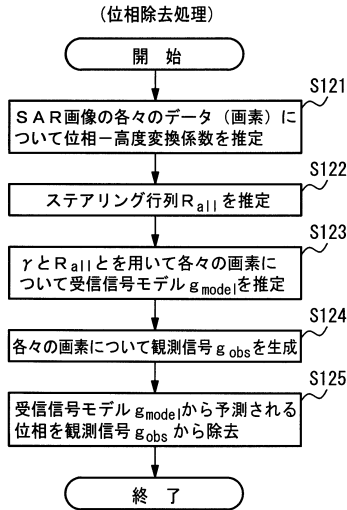 (位相除去処理)
開 始
S121
SAR画像の各々のデータ(画素)に
ついて位相－高度変換係数を推定
S122
ステアリング行列Rallを推定
S123
γとRallとを用いて各々の画素に
ついて受信信号モデルgmodelを推定
S124
各々の画素について観測信号gobsを生成
S125
受信信号モデルgmodelから予測される
位相を観測信号gobsから除去
終 了